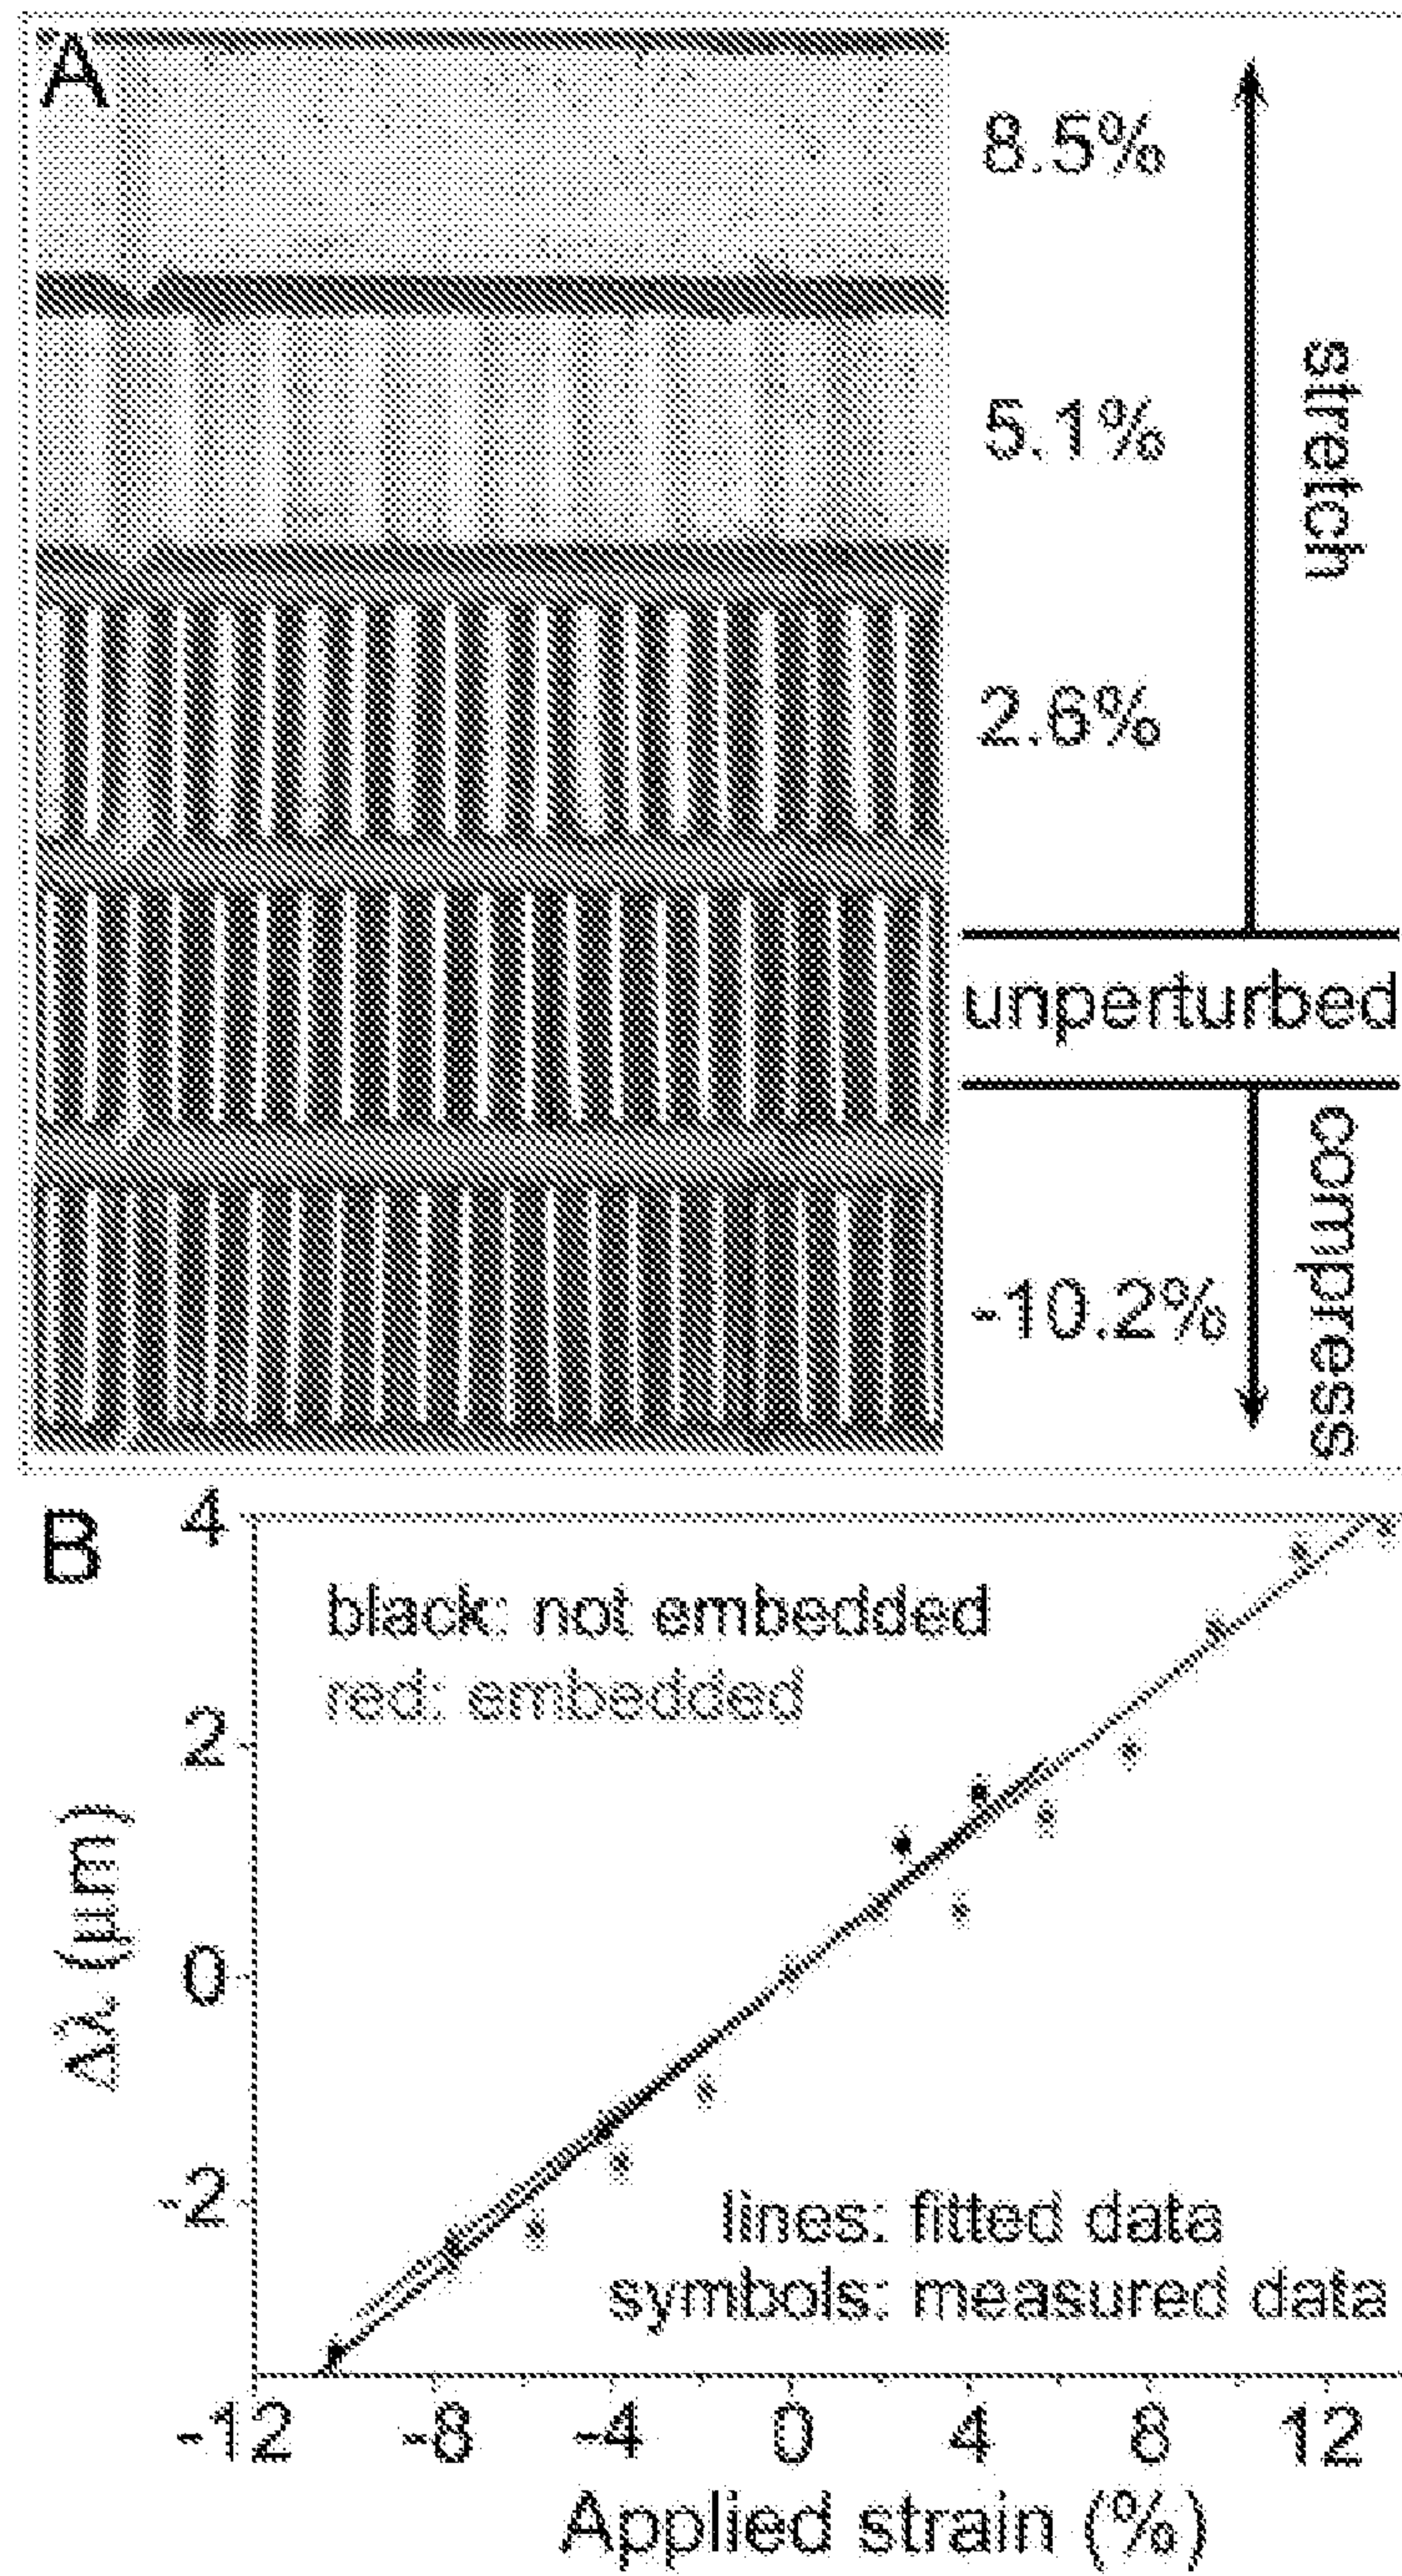 A
8.5%
stretch
5.1%
2.6%
unperturbed
compress
-10.2%
B
4
black: not embedded
red: embedded
2
Δλ (μm)
0
-2
lines: fitted data
symbols: measured data
-12 -8 -4 0 4 8 12
Applied strain (%)